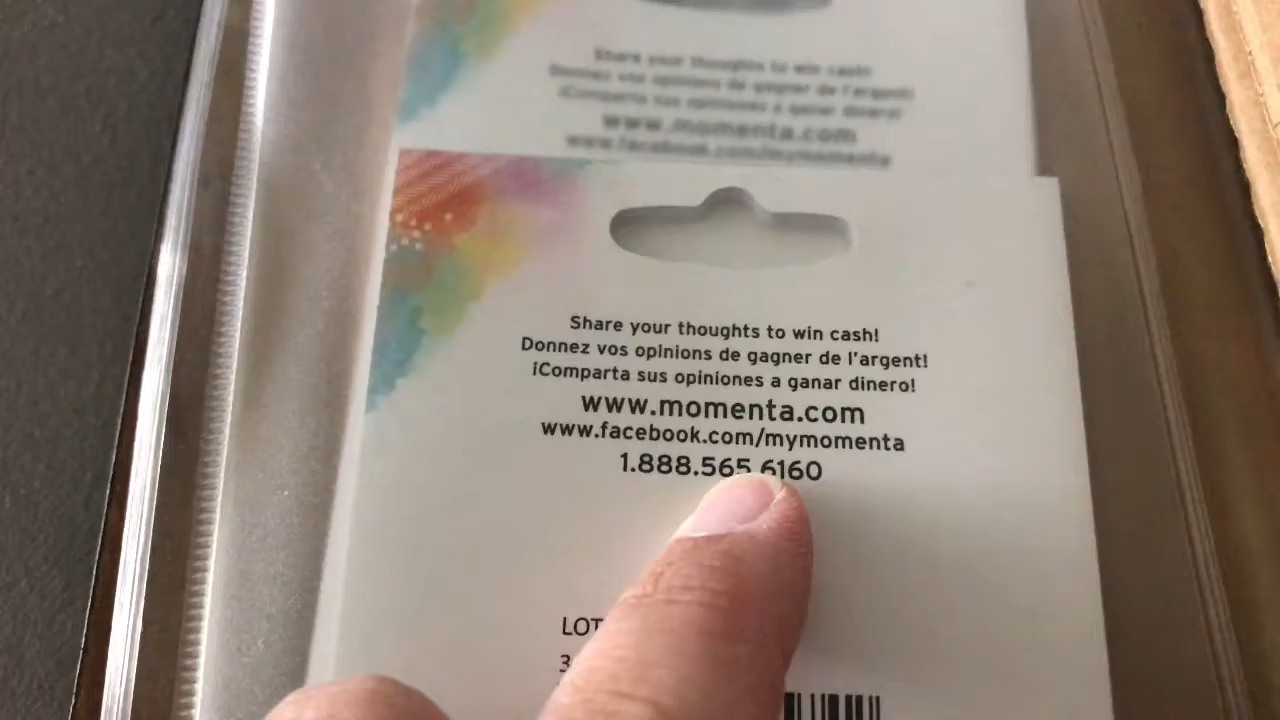 Share your thoughts to win cash!
Donnez vos opinions de gagner de l'argent!
¡Comparta sus opiniones a ganar dinero!
www.momenta.com
www.facebook.com/mymomenta
Share your thoughts to win cash!
Donnez vos opinions de gagner de l'argent!
¡Comparta sus opiniones a ganar dinero!
www.momenta.com
www.facebook.com/mymomenta
1.888.565.6160
LOT
3